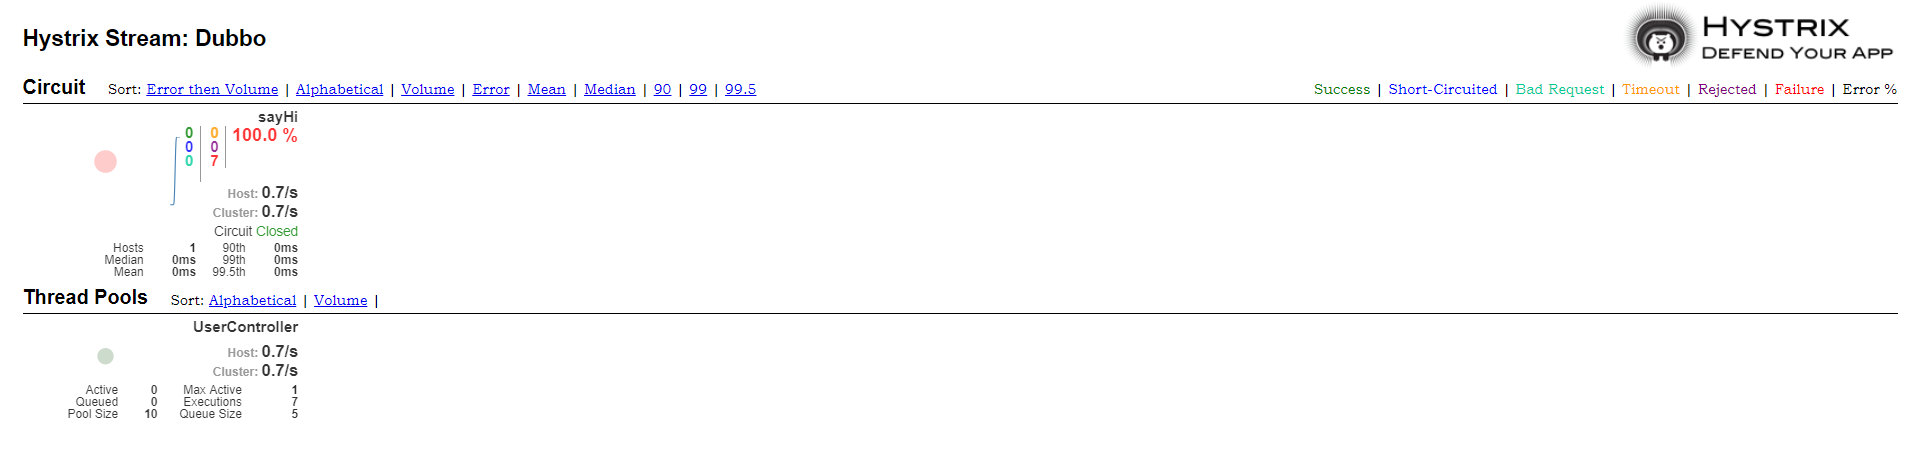 Hystrix Stream: Dubbo
HYSTRIX
DEFEND YOUR APP
Circuit Sort: Error then Volume | Alphabetical | Volume | Error | Mean | Median | 90 | 99 | 99.5
Success | Short-Circuited | Bad Request | Timeout | Rejected | Failure | Error %
sayHi
0 0 100.0 %
0 0
0 7
Host: 0.7/s
Cluster: 0.7/s
Circuit Closed
Hosts 1 90th 0ms
Median 0ms 99th 0ms
Mean 0ms 99.5th 0ms
Thread Pools Sort: Alphabetical | Volume |
UserController
Host: 0.7/s
Cluster: 0.7/s
Active 0 Max Active 1
Queued 0 Executions 7
Pool Size 10 Queue Size 5